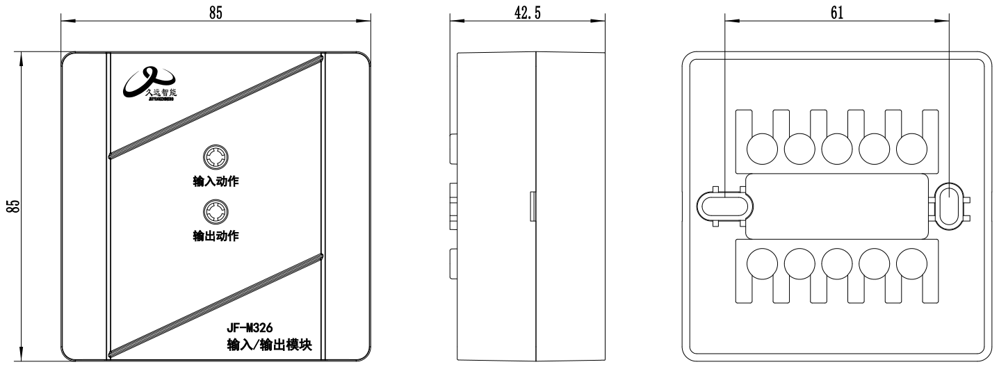 85
42.5
61
久远智能
JIUYUANZHINENG
85
输入动作
输出动作
JF-M326
输入/输出模块